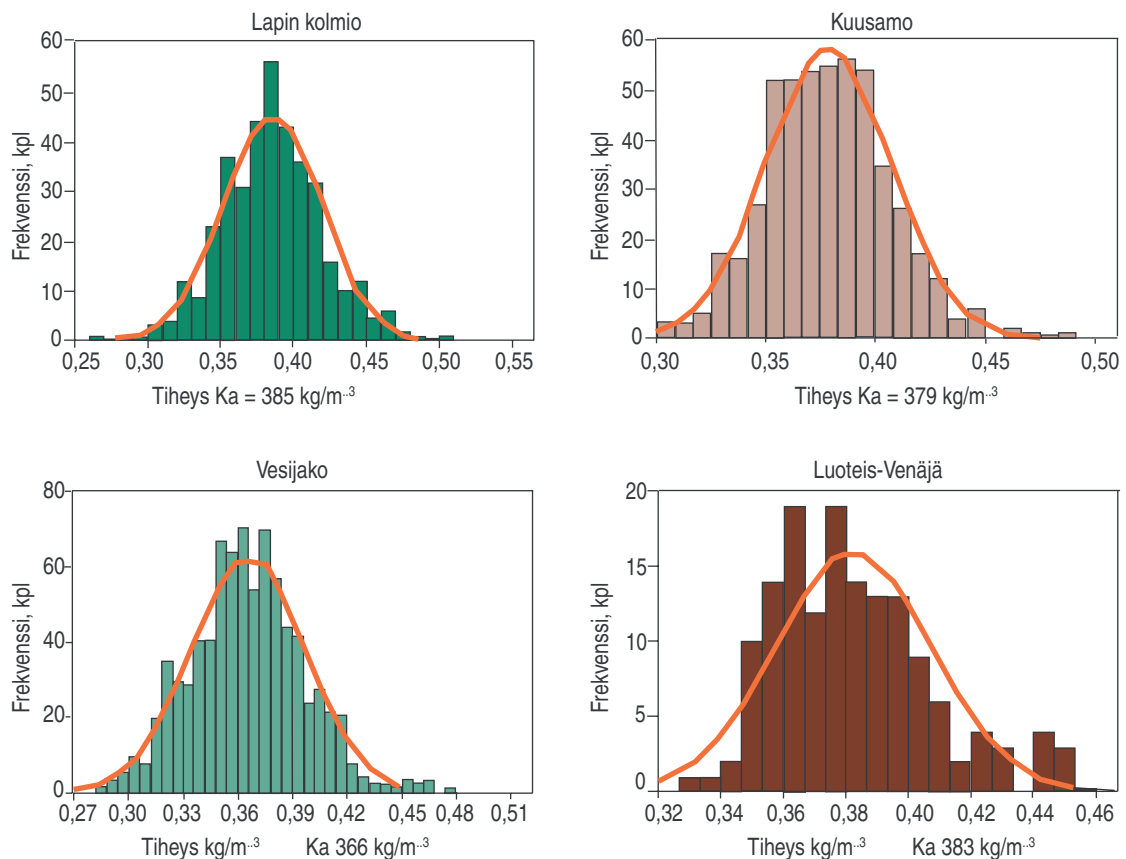 Lapin kolmio
Frekvenssi, kpl
60
50
40
30
20
10
0
0,25 0,30 0,35 0,40 0,45 0,50 0,55
Tiheys Ka = 385 kg/m..3
Kuusamo
Frekvenssi, kpl
60
50
40
30
20
10
0
0,30 0,35 0,40 0,45 0,50
Tiheys Ka = 379 kg/m..3
Vesijako
Frekvenssi, kpl
80
60
40
20
0
0,27 0,30 0,33 0,36 0,39 0,42 0,45 0,48 0,51
Tiheys kg/m..3 Ka 366 kg/m..3
Luoteis-Venäjä
Frekvenssi, kpl
20
15
10
5
0
0,32 0,34 0,36 0,38 0,40 0,42 0,44 0,46
Tiheys kg/m..3 Ka 383 kg/m..3